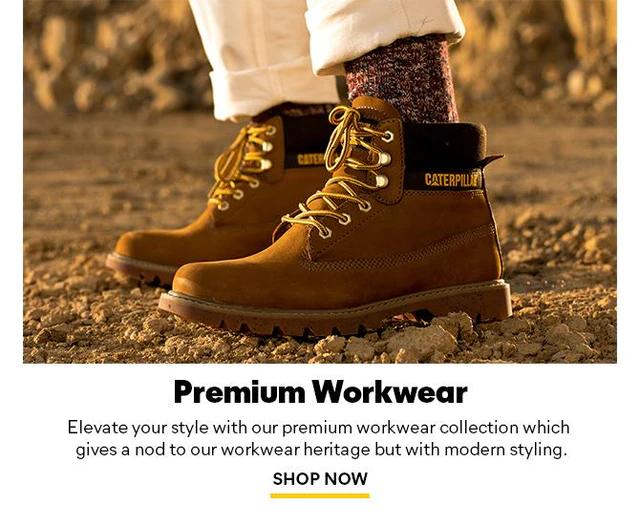 CATER
CATERPILLAR
Premium Workwear
Elevate your style with our premium workwear collection which
gives a nod to our workwear heritage but with modern styling.
SHOP NOW